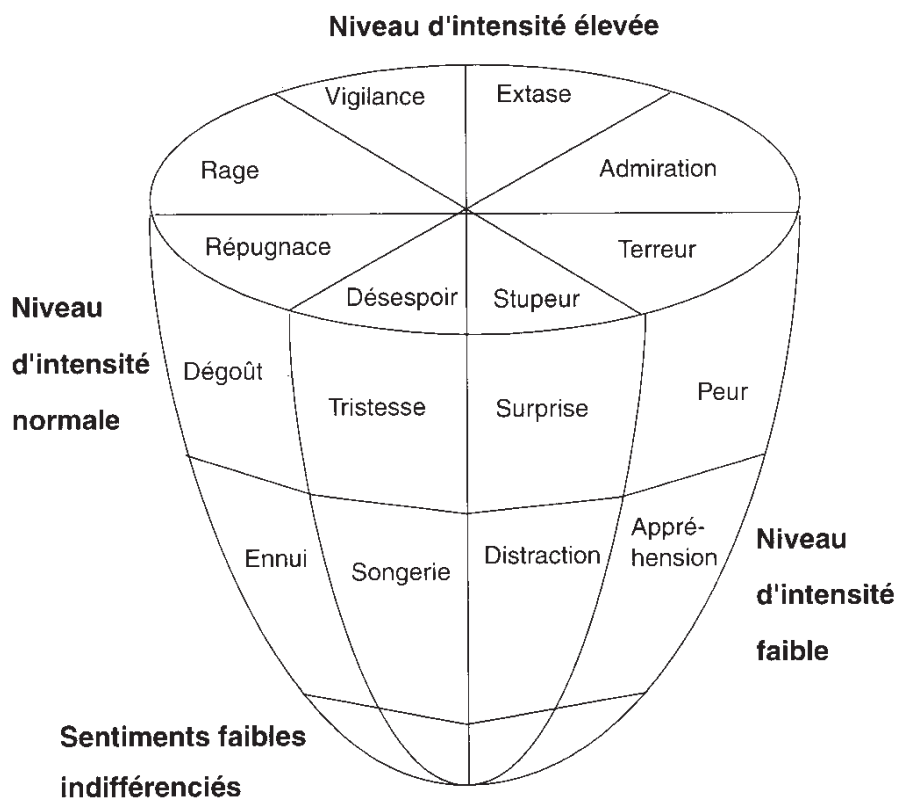 Niveau d'intensité élevée
Vigilance
Extase
Rage
Admiration
Répugnace
Terreur
Désespoir
Stupeur
Niveau
d'intensité
normale
Dégoût
Tristesse
Surprise
Peur
Ennui
Songerie
Distraction
Appré-
hension
Niveau
d'intensité
faible
Sentiments faibles
indifférenciés